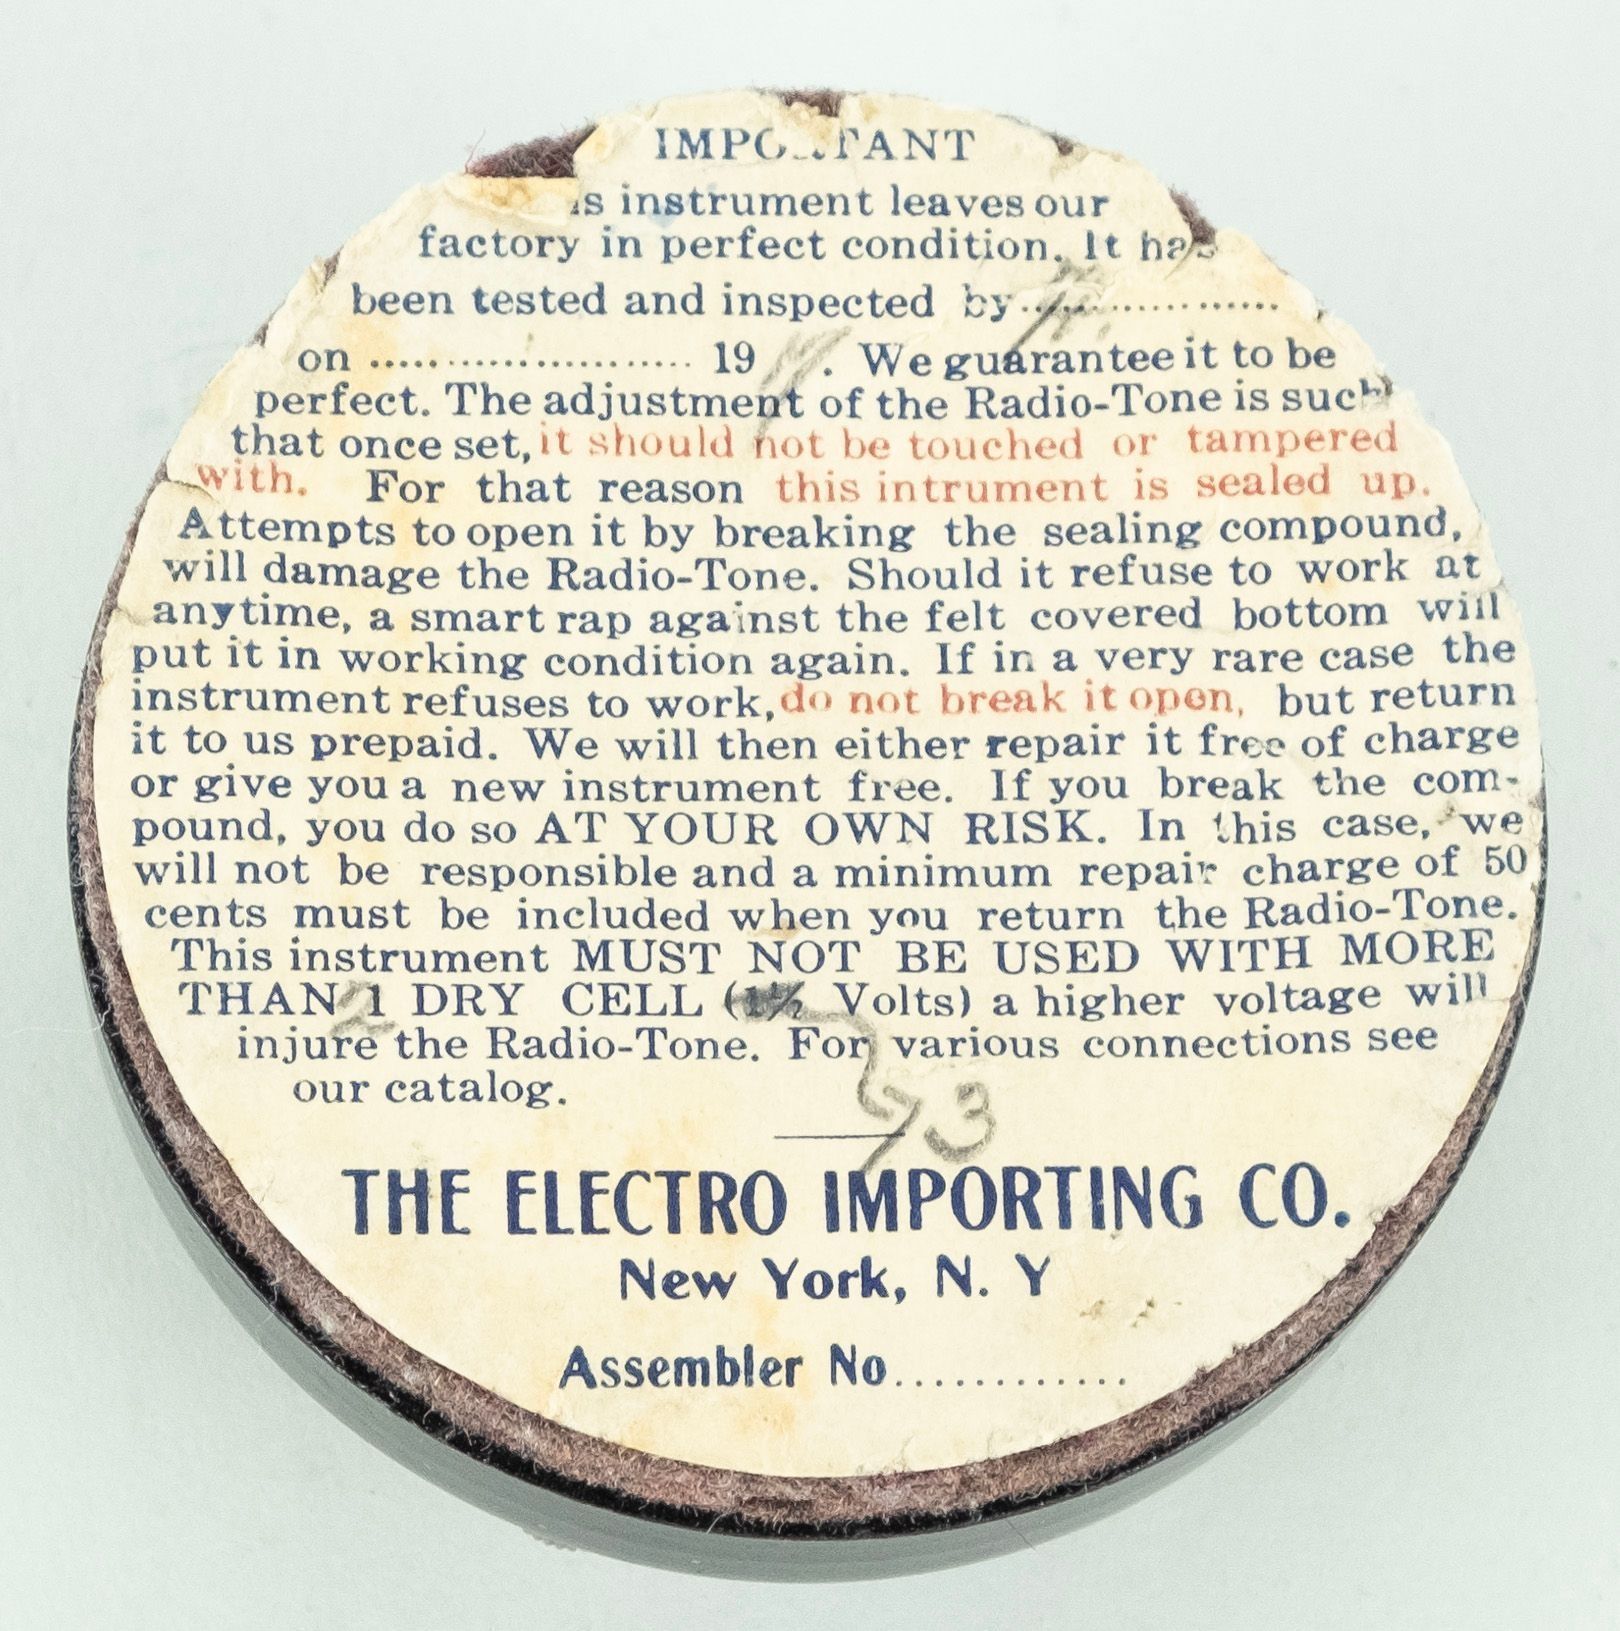 IMPORTANT
instrument leaves our
factory in perfect condition. It has
been tested and inspected by....................
on ........................ 19  . We guarantee it to be
perfect. The adjustment of the Radio-Tone is such
that once set, it should not be touched or tampered
with. For that reason this intrument is sealed up.
Attempts to open it by breaking the sealing compound,
will damage the Radio-Tone. Should it refuse to work at
anytime, a smart rap against the felt covered bottom will
put it in working condition again. If in a very rare case the
instrument refuses to work, do not break it open, but return
it to us prepaid. We will then either repair it free of charge
or give you a new instrument free. If you break the com-
pound, you do so AT YOUR OWN RISK. In this case, we
will not be responsible and a minimum repair charge of 50
cents must be included when you return the Radio-Tone.
This instrument MUST NOT BE USED WITH MORE
THAN 1 DRY CELL (1½ Volts) a higher voltage will
injure the Radio-Tone. For various connections see
our catalog.
THE ELECTRO IMPORTING CO.
New York, N. Y
Assembler No.............